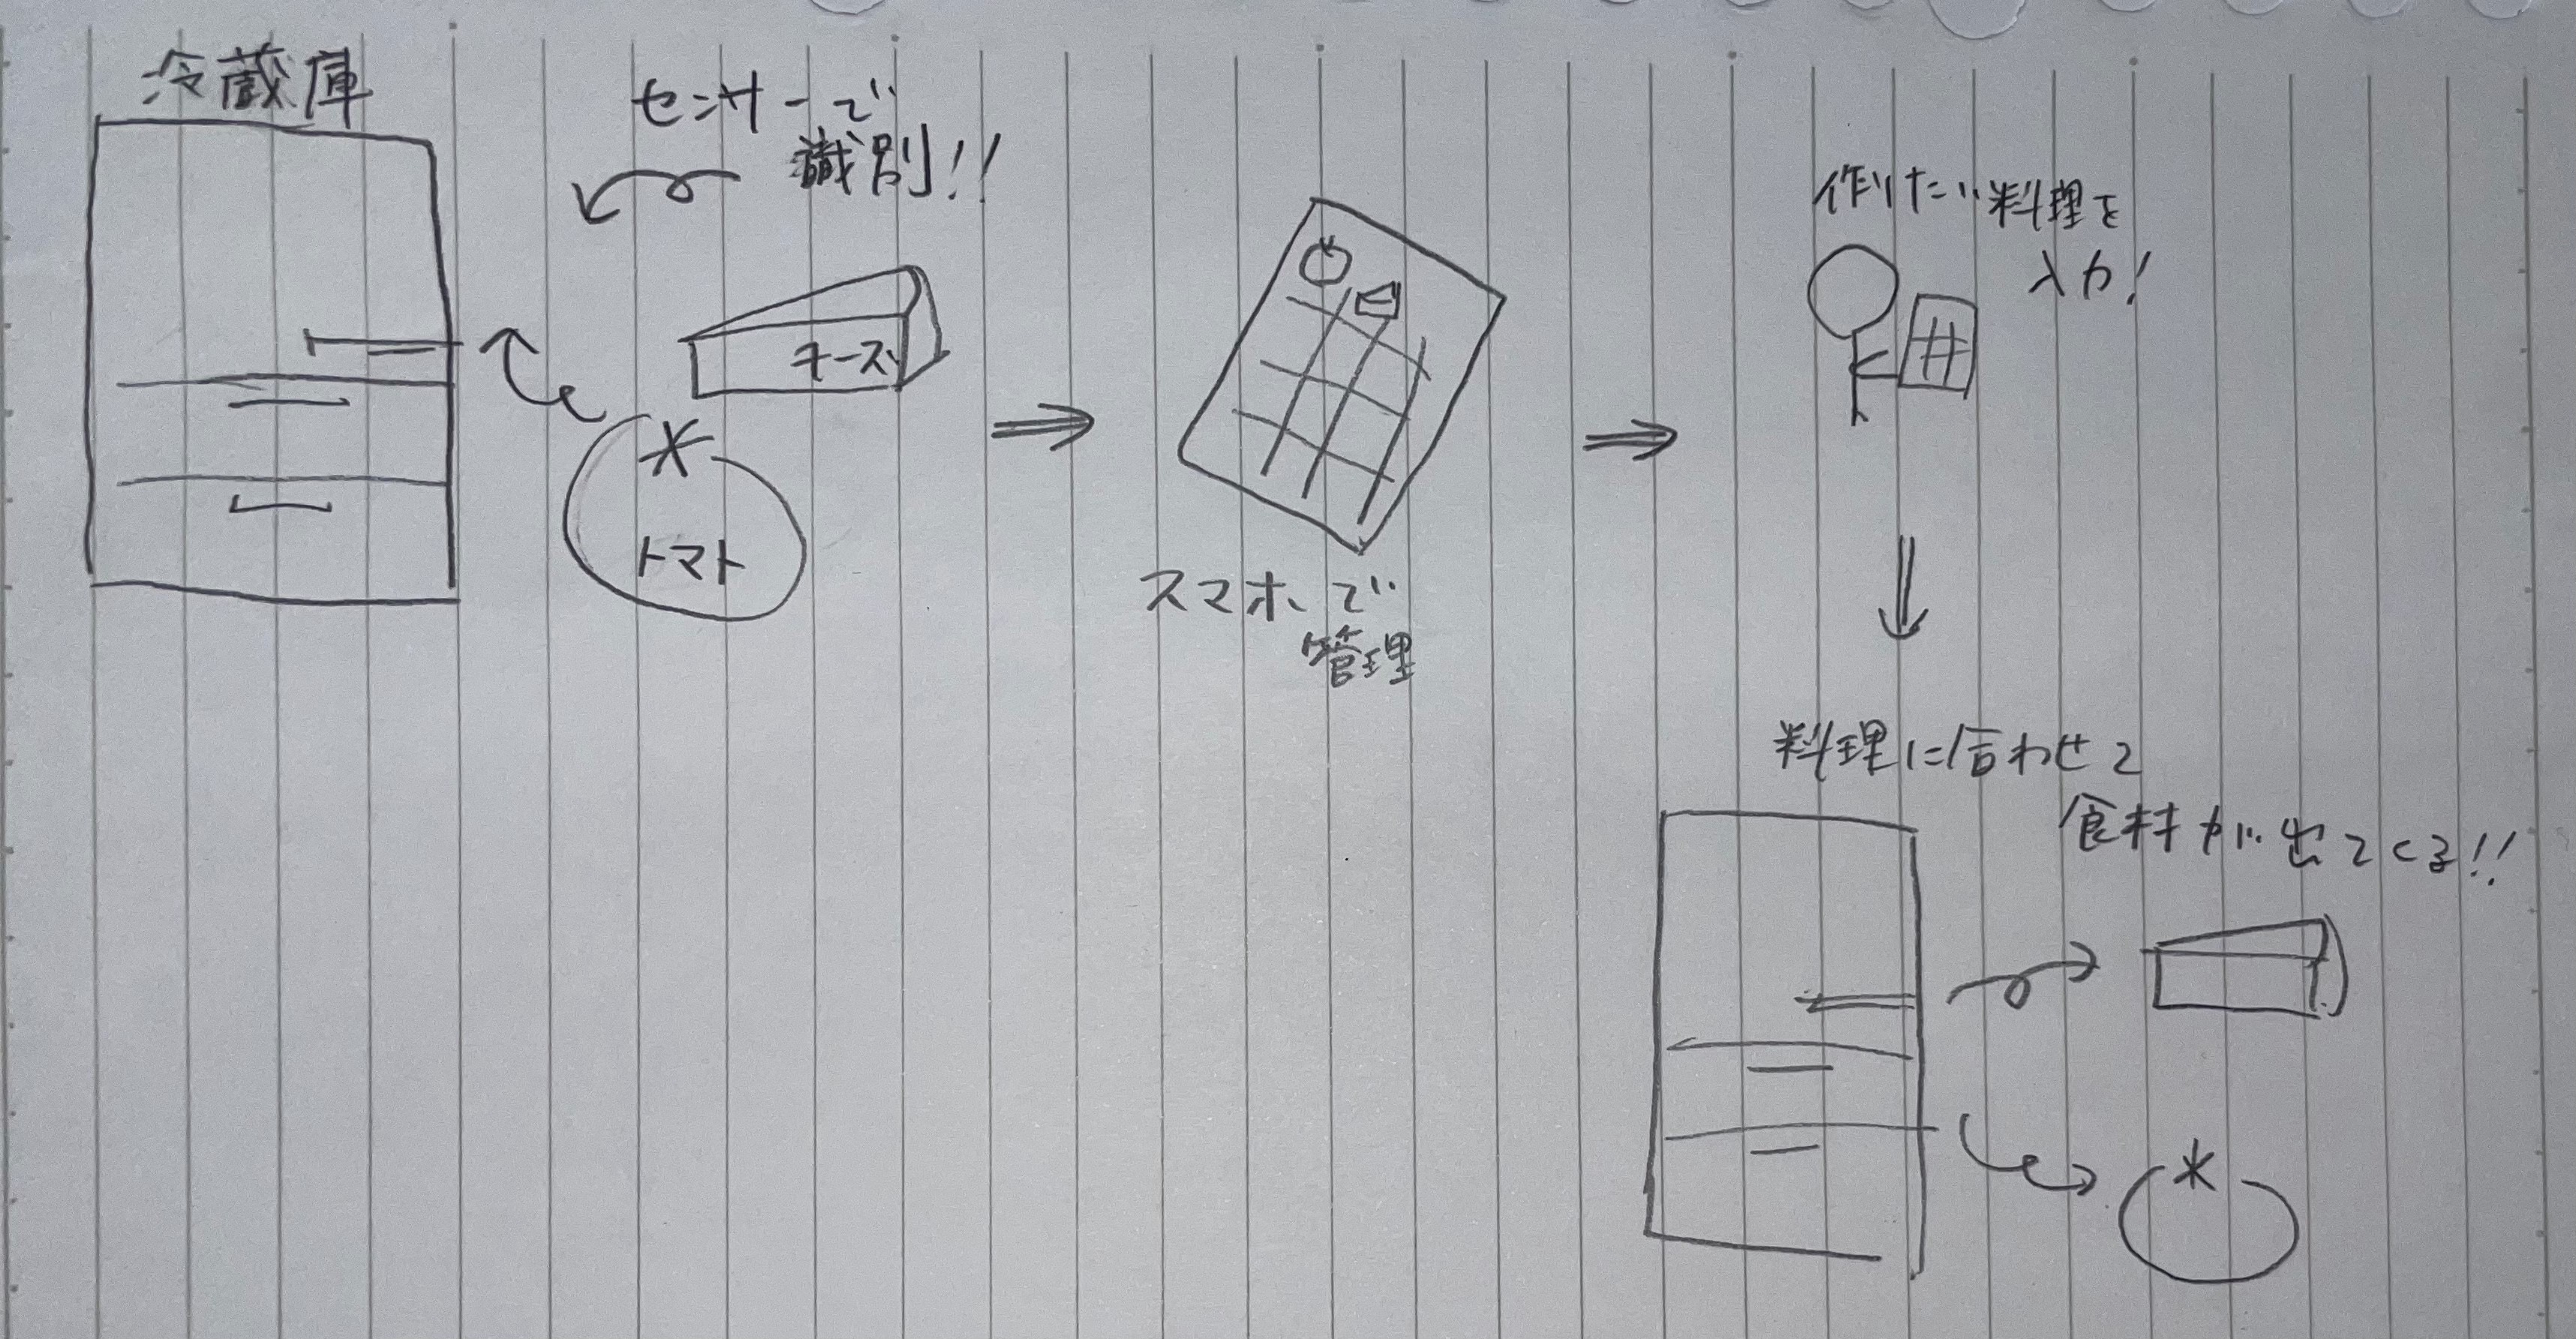 冷蔵庫
センサーで
識別!!
チーズ
トマト
スマホで
管理
作りたい料理を
入力!
料理に合わせて
食材が出てくる!!